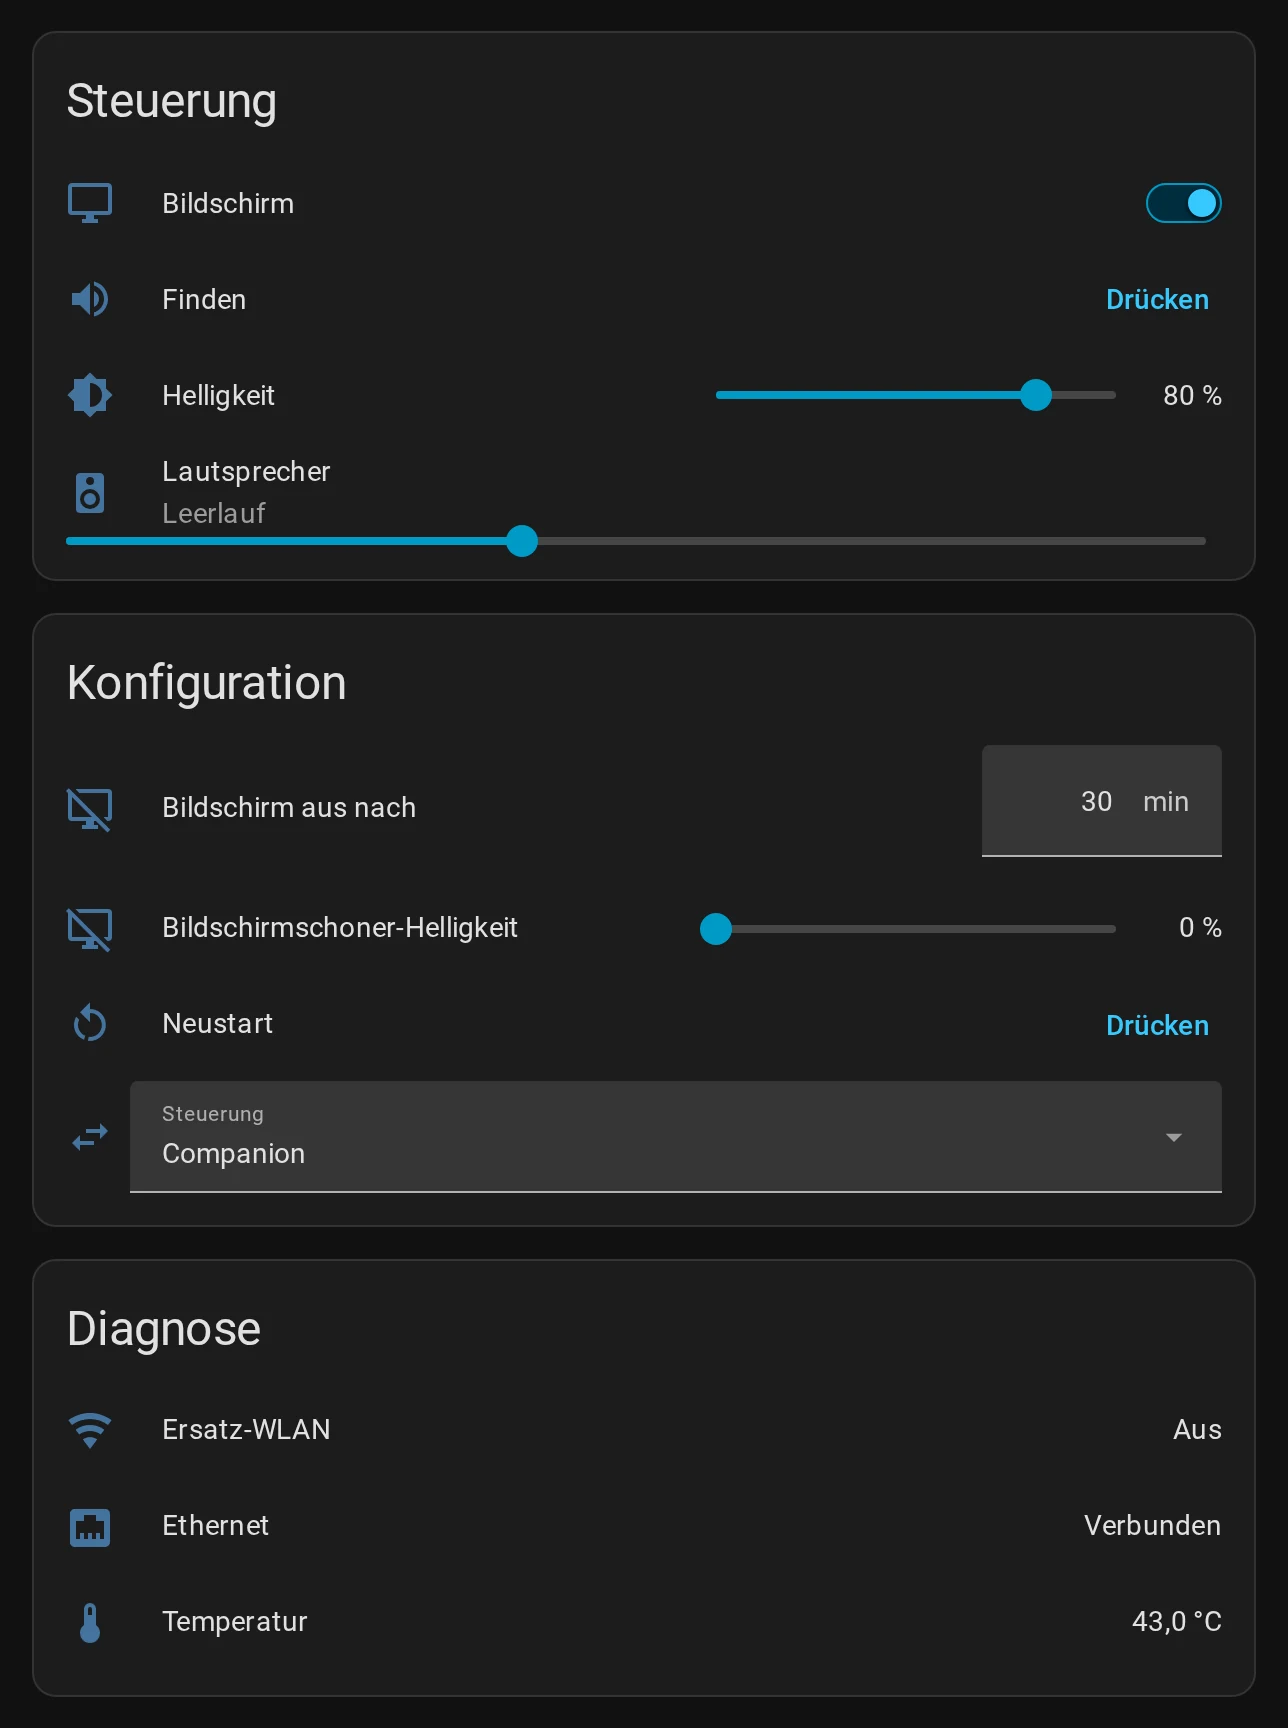 Steuerung
Bildschirm
Finden Drücken
Helligkeit 80 %
Lautsprecher
Leerlauf
Konfiguration
Bildschirm aus nach 30 min
Bildschirmschoner-Helligkeit 0 %
Neustart Drücken
Steuerung
Companion
Diagnose
Ersatz-WLAN Aus
Ethernet Verbunden
Temperatur 43,0 °C